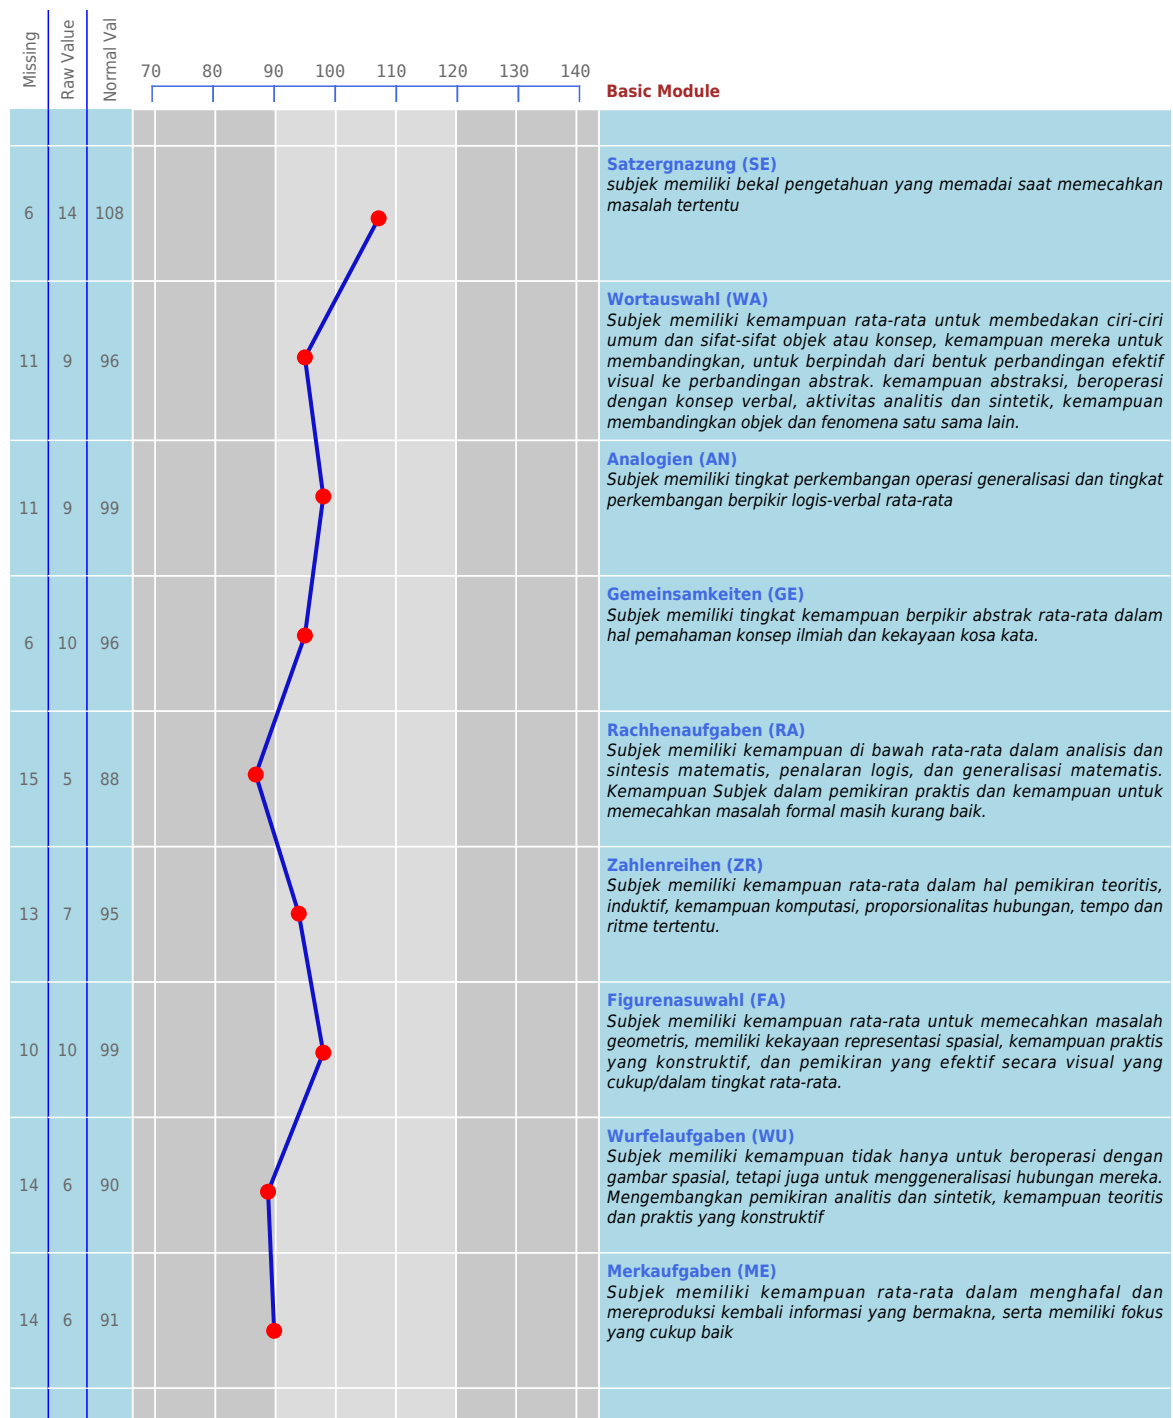 Missing
Raw Value
Normal Val
70 80 90 100 110 120 130 140
Basic Module
6 14 108
Satzergnazung (SE)
subjek memiliki bekal pengetahuan yang memadai saat memecahkan
masalah tertentu
11 9 96
Wortauswahl (WA)
Subjek memiliki kemampuan rata-rata untuk membedakan ciri-ciri
umum dan sifat-sifat objek atau konsep, kemampuan mereka untuk
membandingkan, untuk berpindah dari bentuk perbandingan efektif
visual ke perbandingan abstrak. kemampuan abstraksi, beroperasi
dengan konsep verbal, aktivitas analitis dan sintetik, kemampuan
membandingkan objek dan fenomena satu sama lain.
11 9 99
Analogien (AN)
Subjek memiliki tingkat perkembangan operasi generalisasi dan tingkat
perkembangan berpikir logis-verbal rata-rata
6 10 96
Gemeinsamkeiten (GE)
Subjek memiliki tingkat kemampuan berpikir abstrak rata-rata dalam
hal pemahaman konsep ilmiah dan kekayaan kosa kata.
15 5 88
Rachhenaufgaben (RA)
Subjek memiliki kemampuan di bawah rata-rata dalam analisis dan
sintesis matematis, penalaran logis, dan generalisasi matematis.
Kemampuan Subjek dalam pemikiran praktis dan kemampuan untuk
memecahkan masalah formal masih kurang baik.
13 7 95
Zahlenreihen (ZR)
Subjek memiliki kemampuan rata-rata dalam hal pemikiran teoritis,
induktif, kemampuan komputasi, proporsionalitas hubungan, tempo dan
ritme tertentu.
10 10 99
Figurenasuwahl (FA)
Subjek memiliki kemampuan rata-rata untuk memecahkan masalah
geometris, memiliki kekayaan representasi spasial, kemampuan praktis
yang konstruktif, dan pemikiran yang efektif secara visual yang
cukup/dalam tingkat rata-rata.
14 6 90
Wurfelaufgaben (WU)
Subjek memiliki kemampuan tidak hanya untuk beroperasi dengan
gambar spasial, tetapi juga untuk menggeneralisasi hubungan mereka.
Mengembangkan pemikiran analitis dan sintetik, kemampuan teoritis
dan praktis yang konstruktif
14 6 91
Merkaufgaben (ME)
Subjek memiliki kemampuan rata-rata dalam menghafal dan
mereproduksi kembali informasi yang bermakna, serta memiliki fokus
yang cukup baik